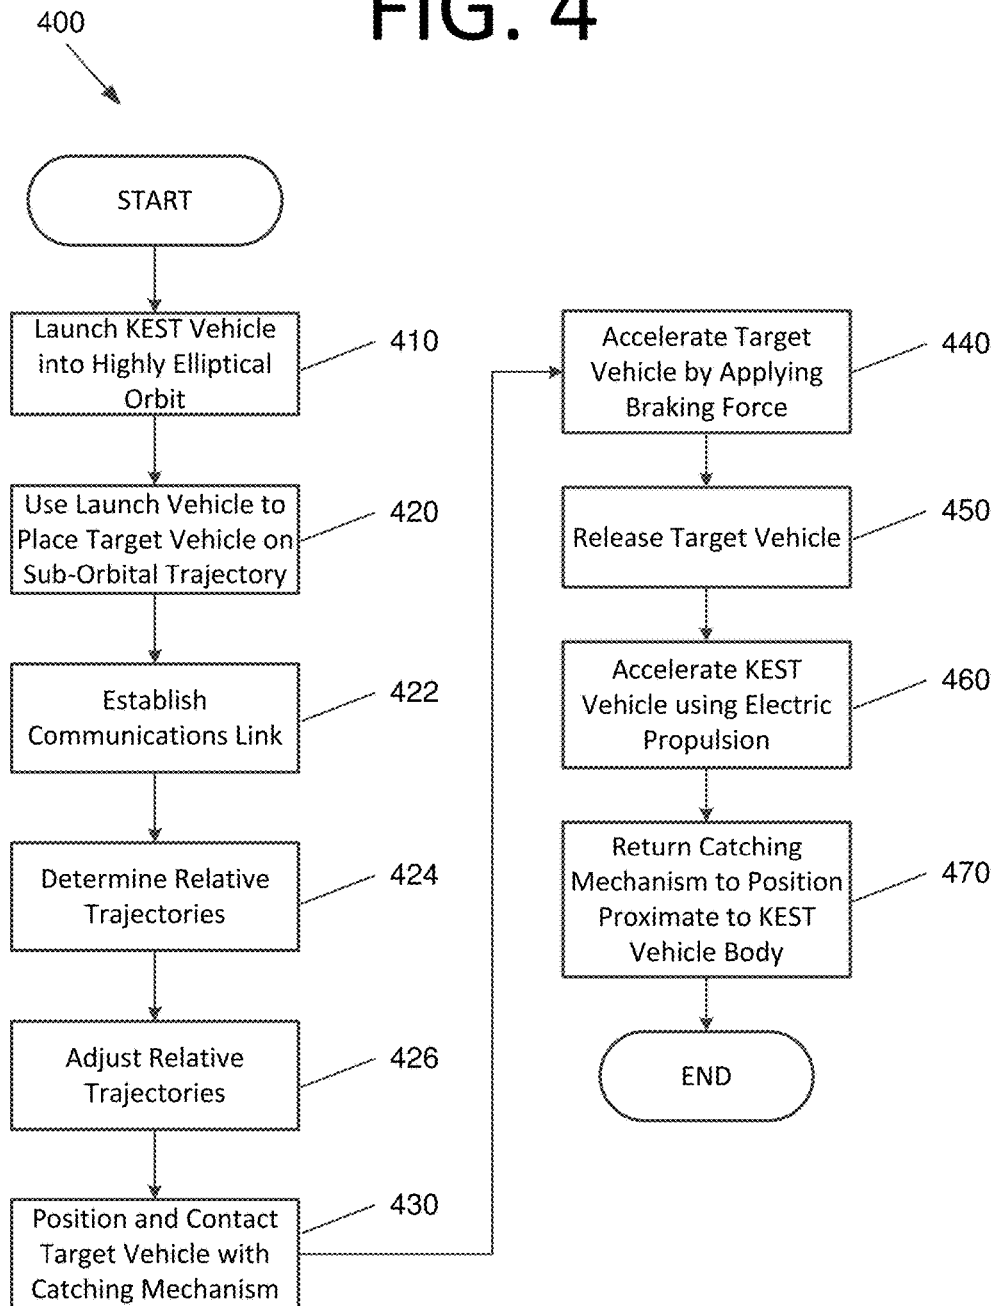 FIG. 4
400
START
Launch KEST Vehicle
into Highly Elliptical
Orbit
410
Use Launch Vehicle to
Place Target Vehicle on
Sub-Orbital Trajectory
420
Establish
Communications Link
422
Determine Relative
Trajectories
424
Adjust Relative
Trajectories
426
Position and Contact
Target Vehicle with
Catching Mechanism
430
Accelerate Target
Vehicle by Applying
Braking Force
440
Release Target Vehicle
450
Accelerate KEST
Vehicle using Electric
Propulsion
460
Return Catching
Mechanism to Position
Proximate to KEST
Vehicle Body
470
END